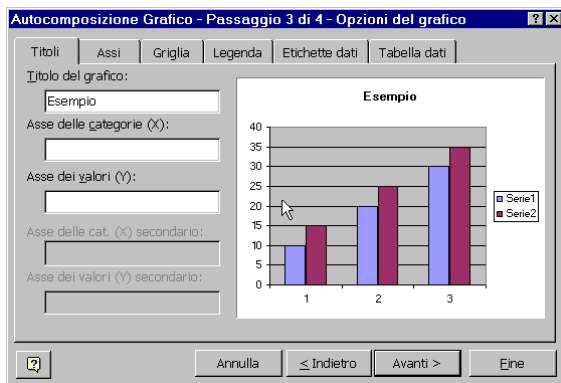 Autocomposizione Grafico - Passaggio 3 di 4 - Opzioni del grafico
Titoli Assi Griglia Legenda Etichette dati Tabella dati
Titolo del grafico:
Esempio
Asse delle categorie (X):
Asse dei valori (Y):
Asse delle cat. (X) secondario:
Asse dei valori (Y) secondario:
Esempio
40
35
30
25
20
15
10
5
0
1 2 3
Serie1
Serie2
Annulla < Indietro Avanti > Fine